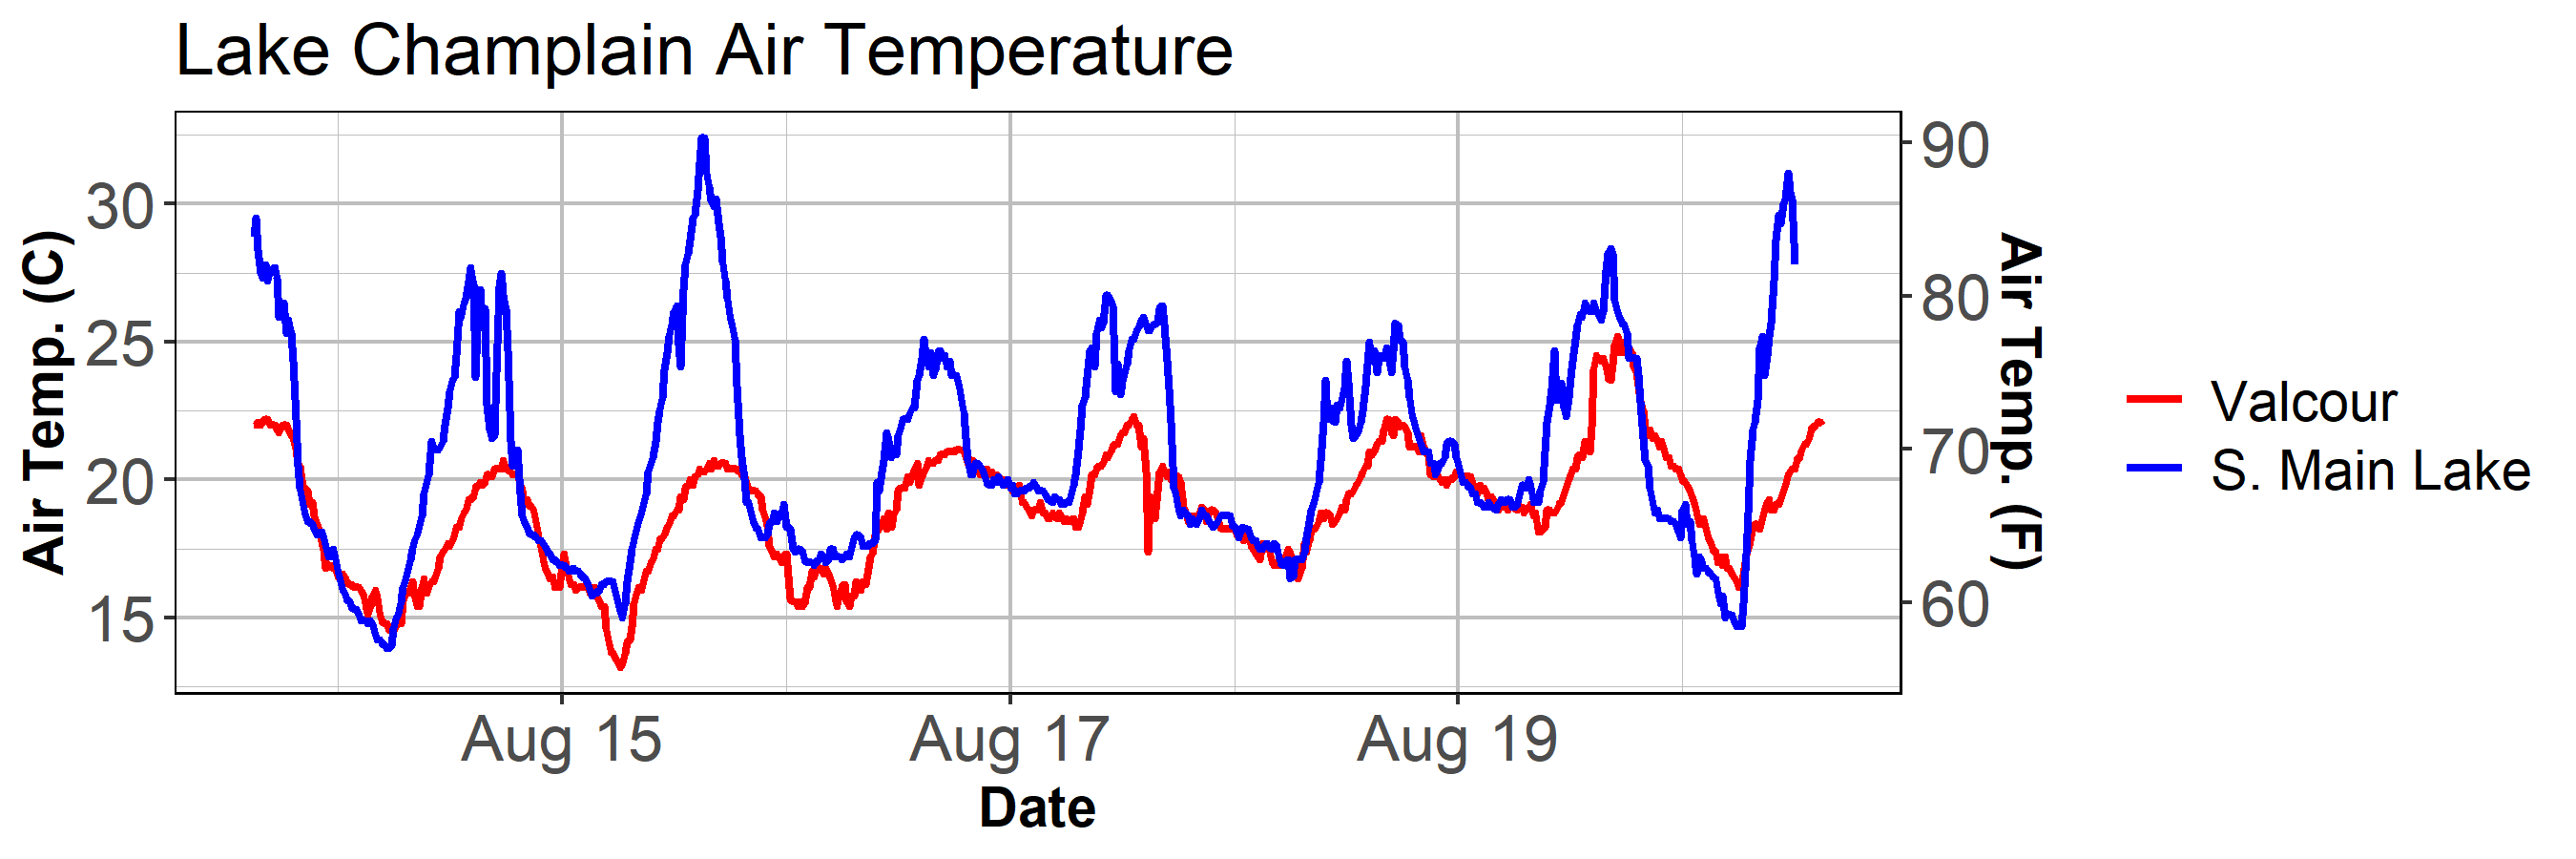 Lake Champlain Air Temperature
Air Temp. (C)
30
25
20
15
90
80
70
60
Air Temp. (F)
Aug 15
Aug 17
Aug 19
Date
Valcour
S. Main Lake